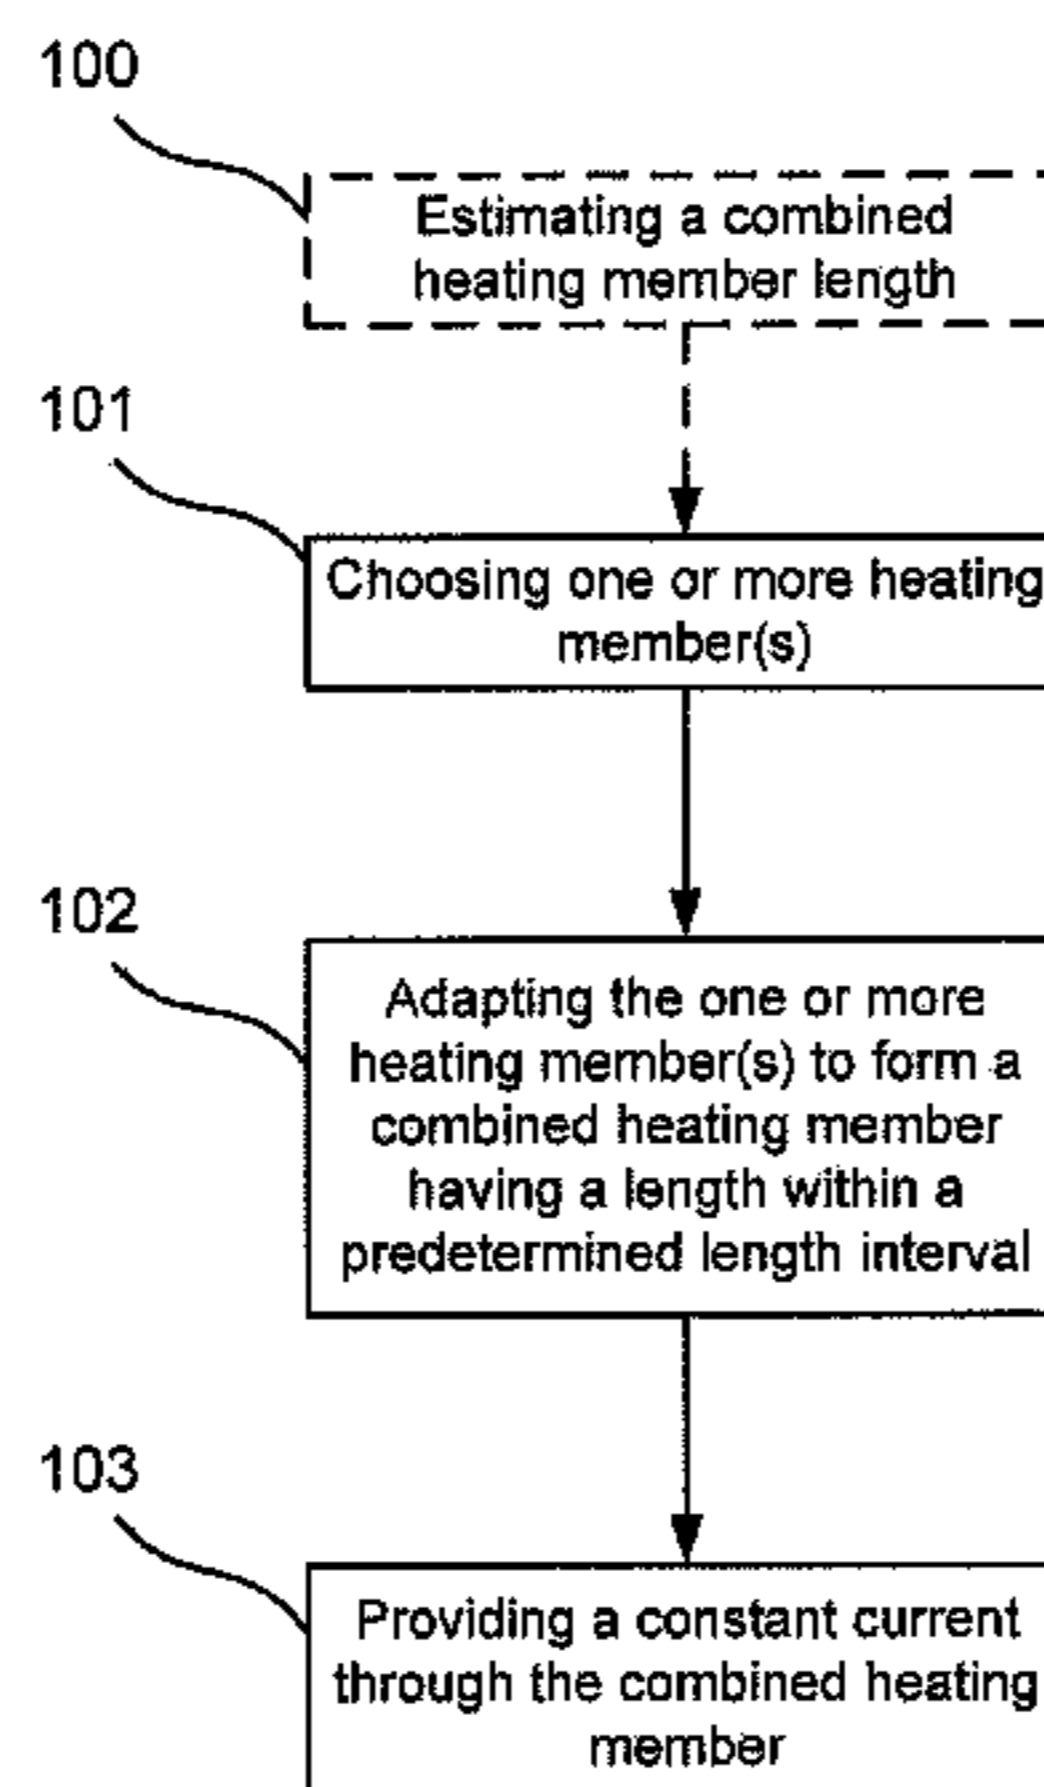 100
Estimating a combined
heating member length
101
Choosing one or more heating
member(s)
102
Adapting the one or more
heating member(s) to form a
combined heating member
having a length within a
predetermined length interval
103
Providing a constant current
through the combined heating
member